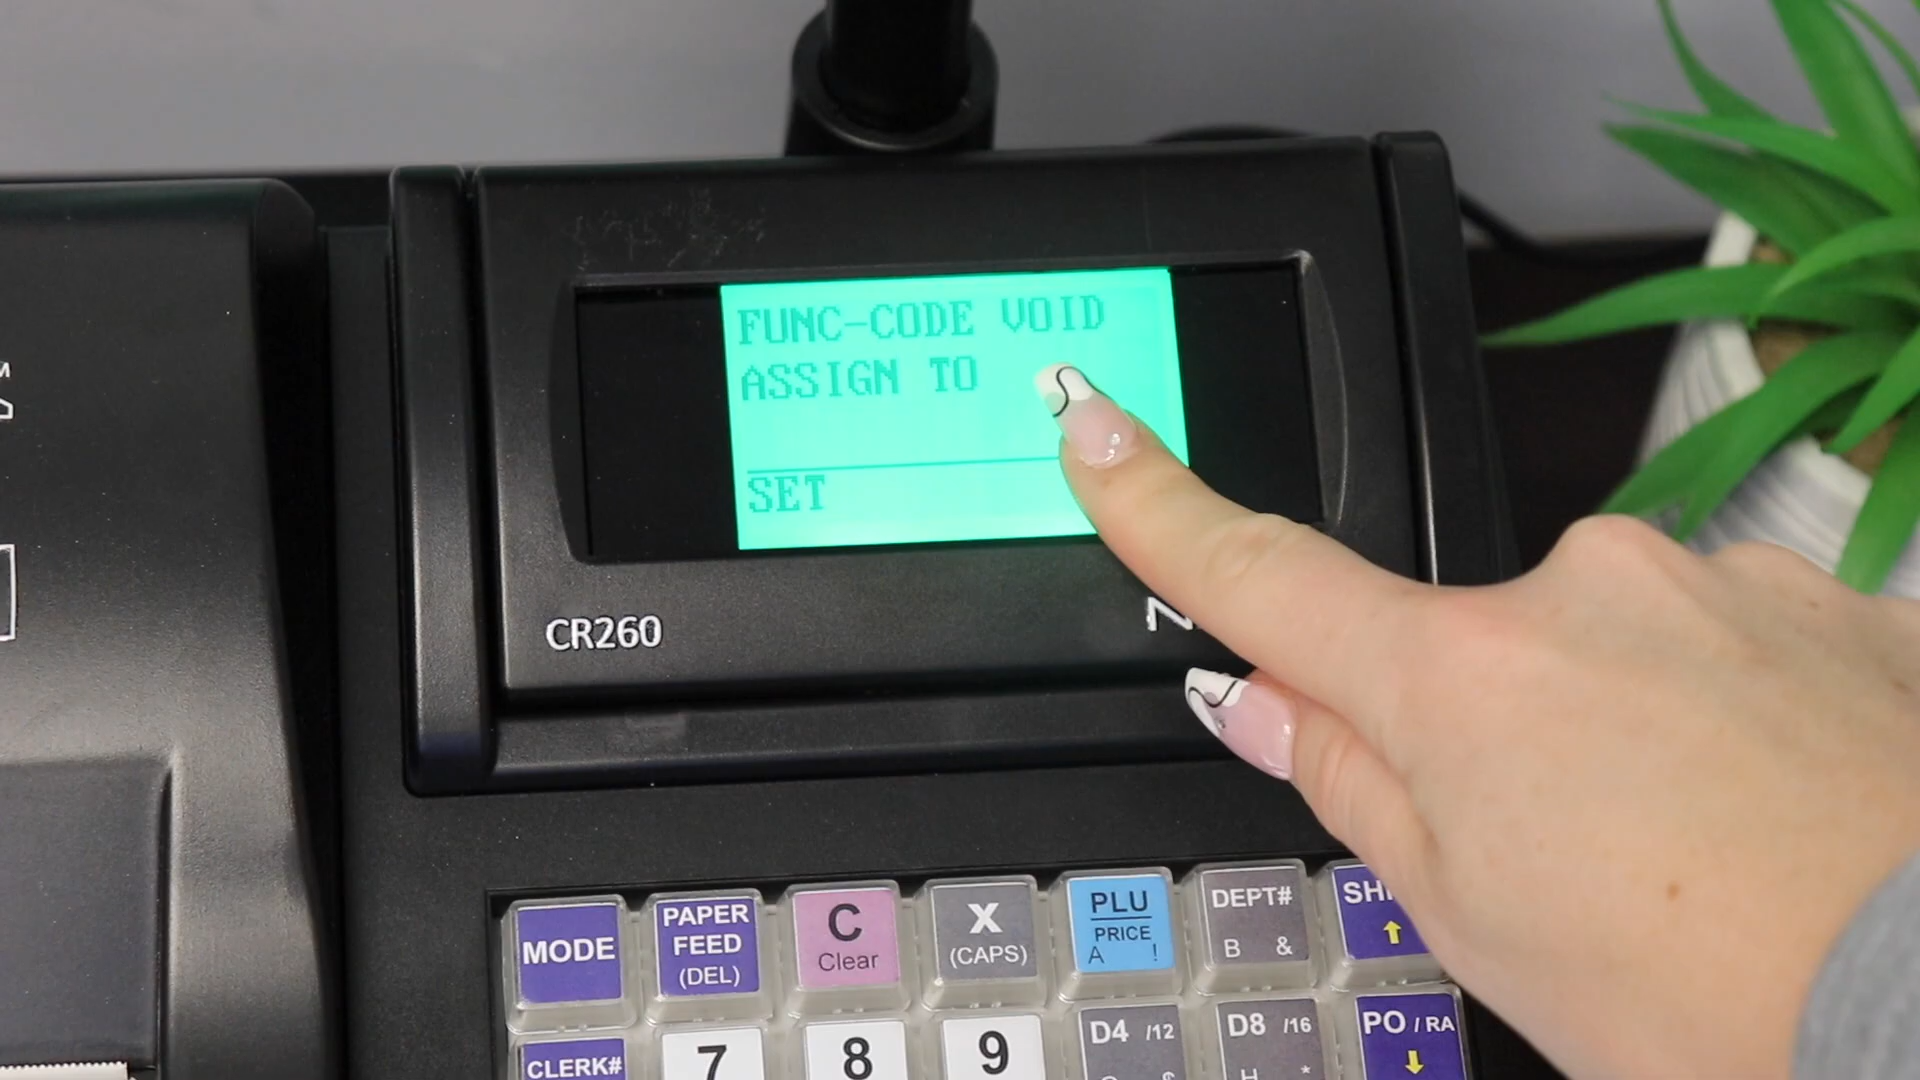 FUNC-CODE VOID
ASSIGN TO
SET
CR260
MODE
PAPER
FEED
(DEL)
C
Clear
X
(CAPS)
PLU
PRICE
A !
DEPT#
B &
CLERK#
7
8
9
D4 /12
D8 /16
H *
PO / RA